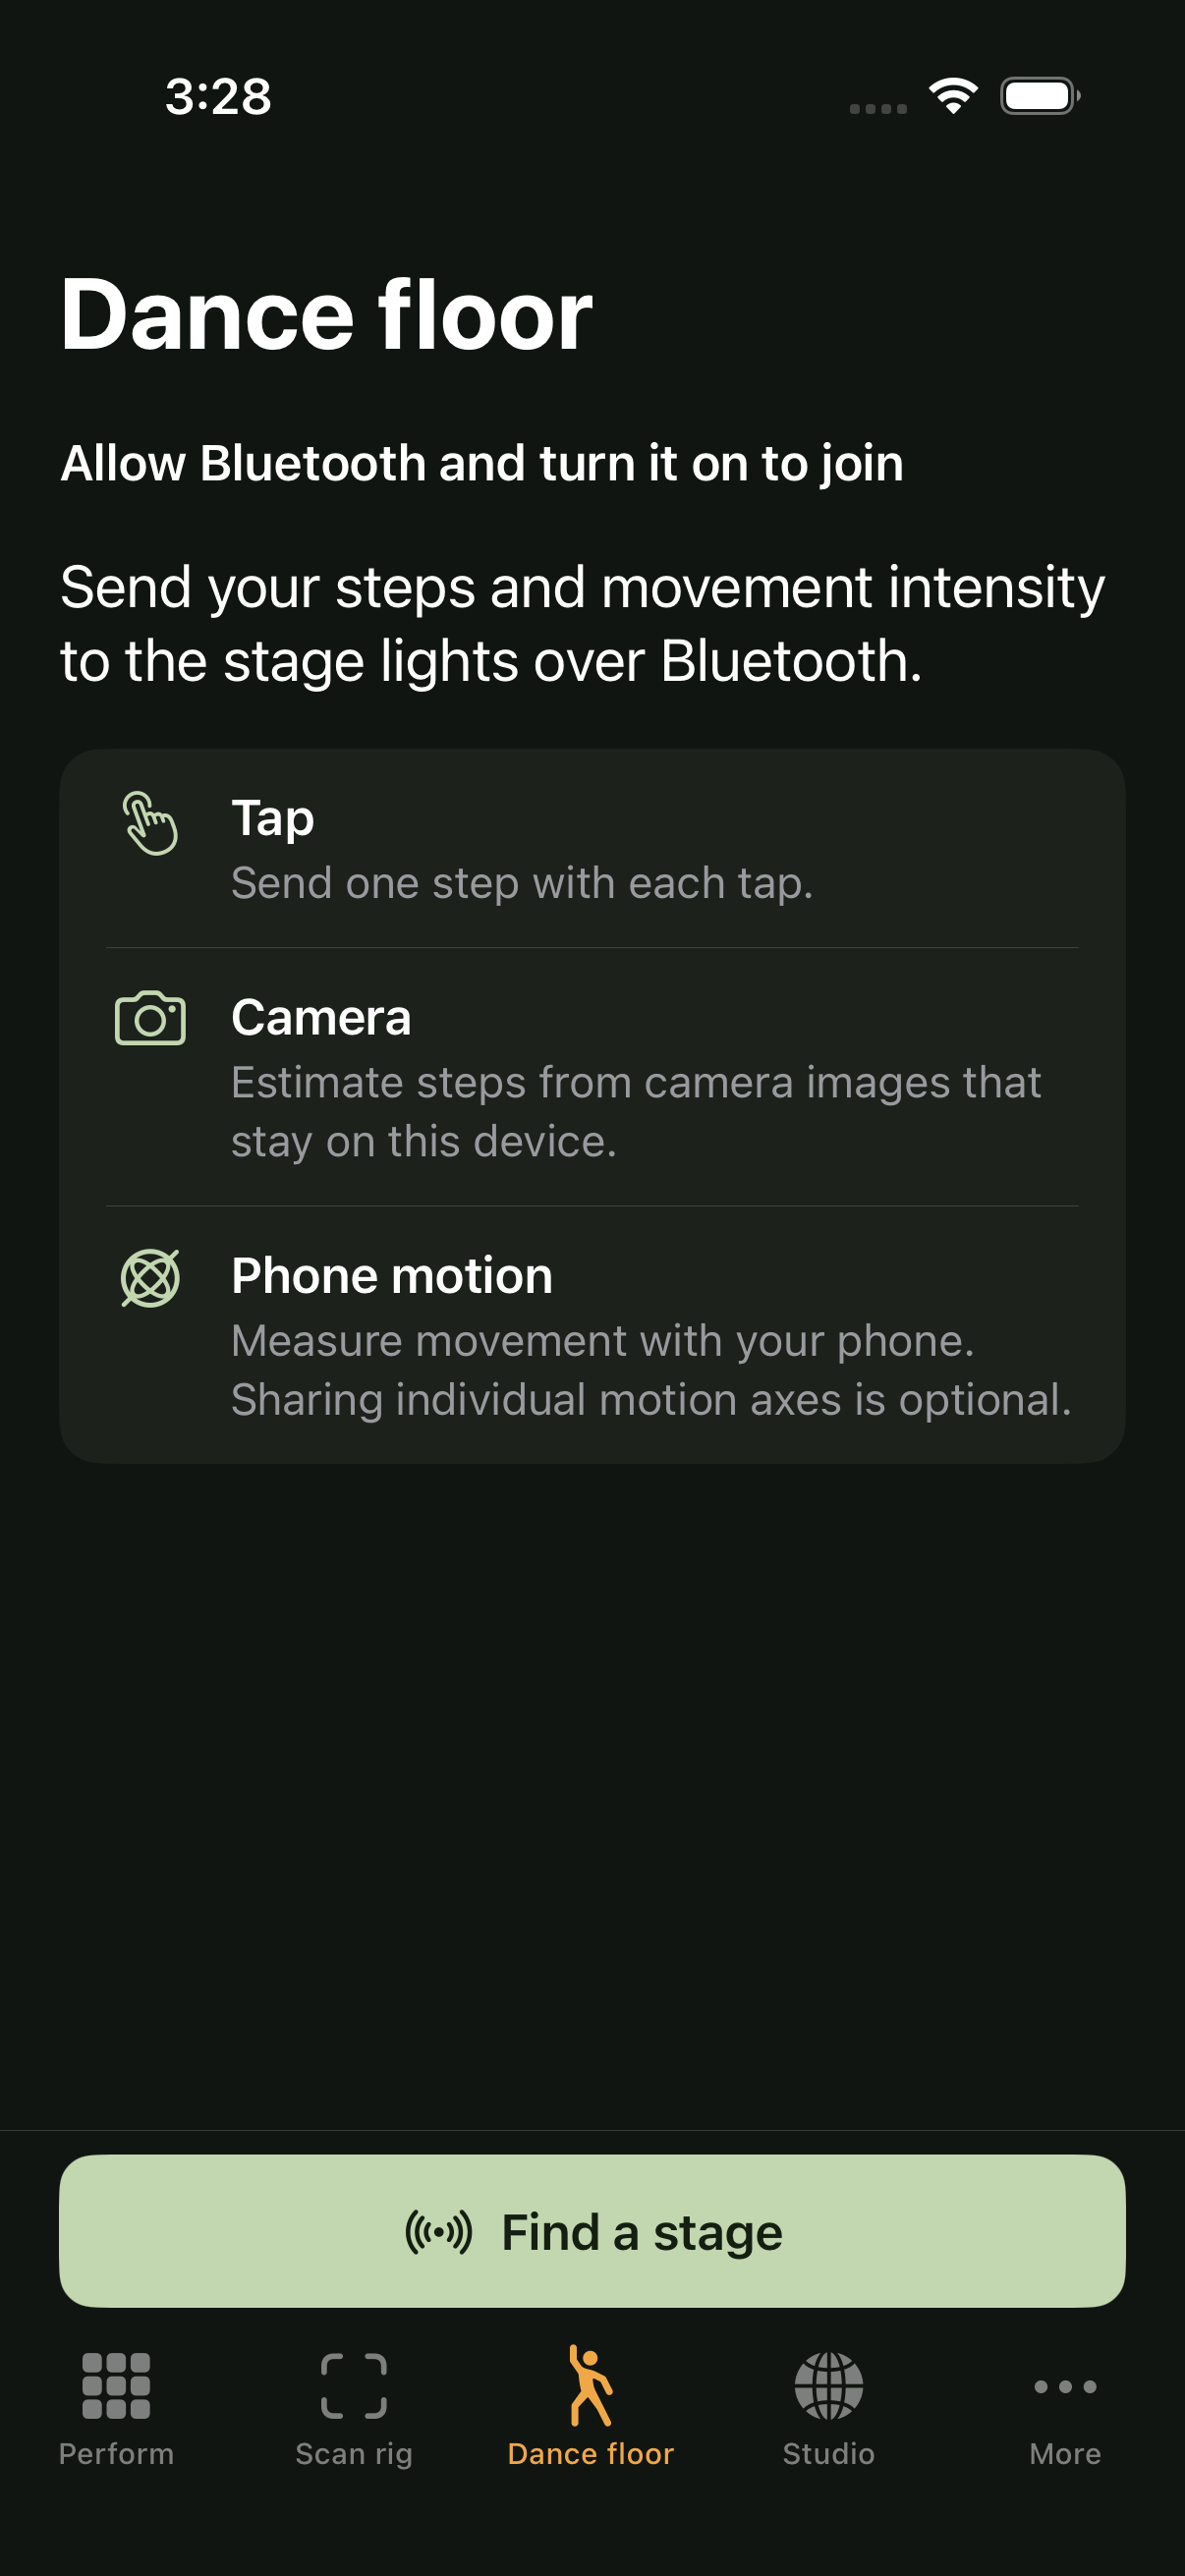 3:28
Dance floor
Allow Bluetooth and turn it on to join
Send your steps and movement intensity
to the stage lights over Bluetooth.
Tap
Send one step with each tap.
Camera
Estimate steps from camera images that
stay on this device.
Phone motion
Measure movement with your phone.
Sharing individual motion axes is optional.
Find a stage
Perform
Scan rig
Dance floor
Studio
More